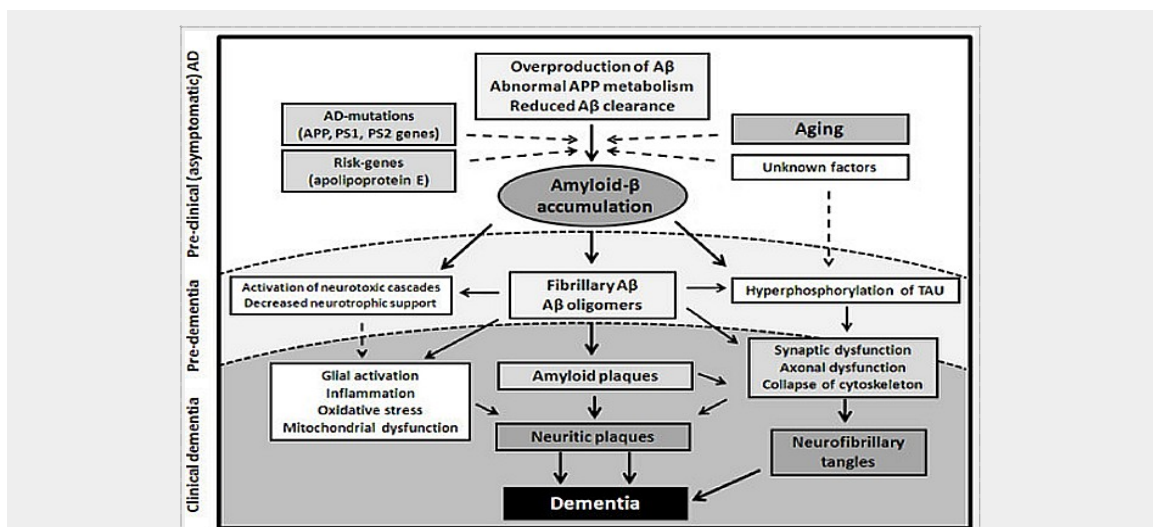 Pre-clinical (asymptomatic) AD
Overproduction of Aβ
Abnormal APP metabolism
Reduced Aβ clearance
AD-mutations
(APP, PS1, PS2 genes)
Risk-genes
(apolipoprotein E)
Aging
Unknown factors
Amyloid-β
accumulation
Pre-dementia
Activation of neurotoxic cascades
Decreased neurotrophic support
Fibrillary Aβ
Aβ oligomers
Hyperphosphorylation of TAU
Clinical dementia
Glial activation
Inflammation
Oxidative stress
Mitochondrial dysfunction
Amyloid plaques
Synaptic dysfunction
Axonal dysfunction
Collapse of cytoskeleton
Neuritic plaques
Neurofibrillary
tangles
Dementia